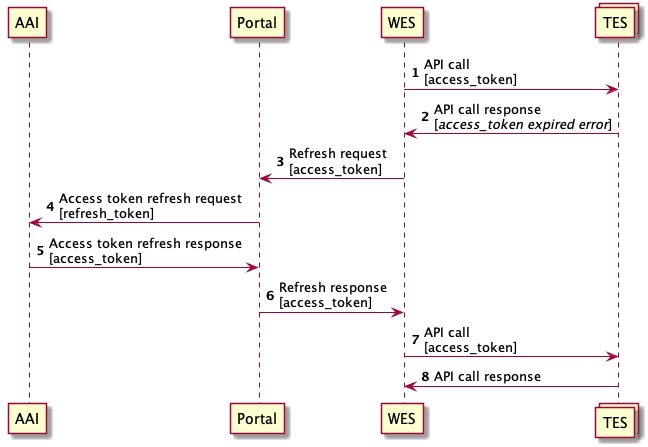 AAI Portal WES TES
1 API call
[access_token]
2 API call response
[access_token expired error]
3 Refresh request
[access_token]
4 Access token refresh request
[refresh_token]
5 Access token refresh response
[access_token]
6 Refresh response
[access_token]
7 API call
[access_token]
8 API call response
AAI Portal WES TES